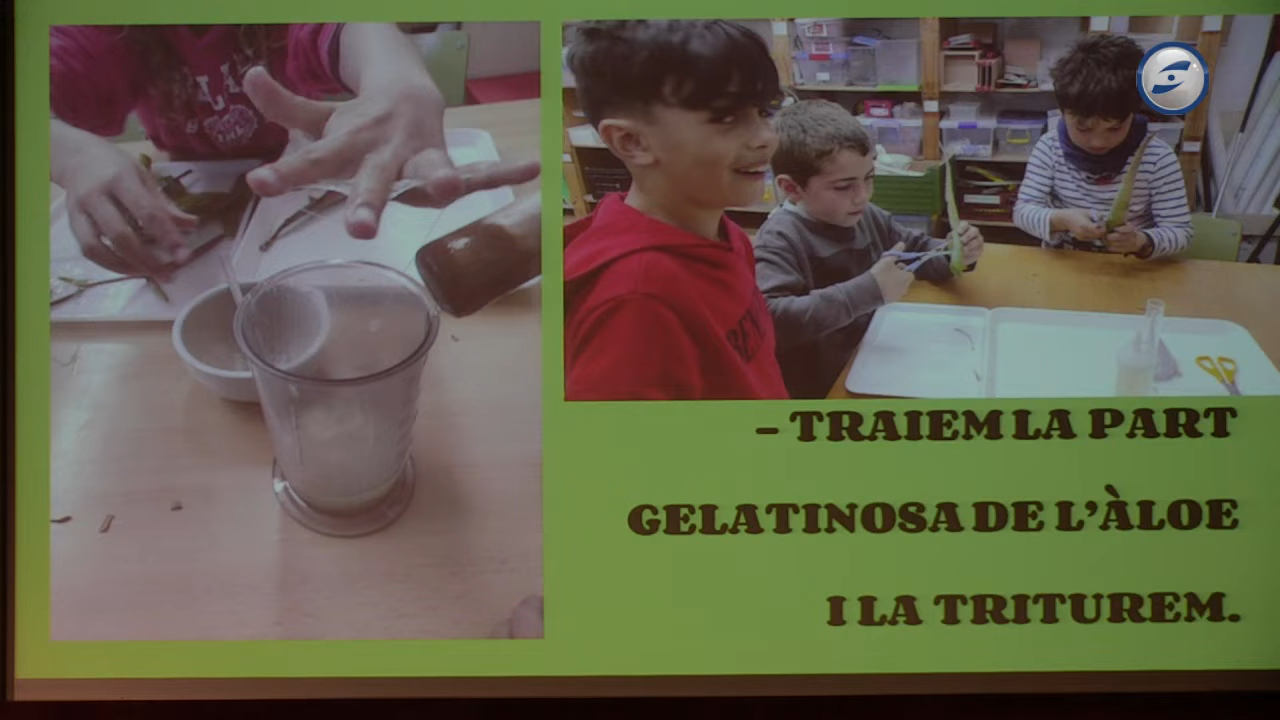 - TRAIEM LA PART
GELATINOSA DE L'ÀLOE
I LA TRITUREM.